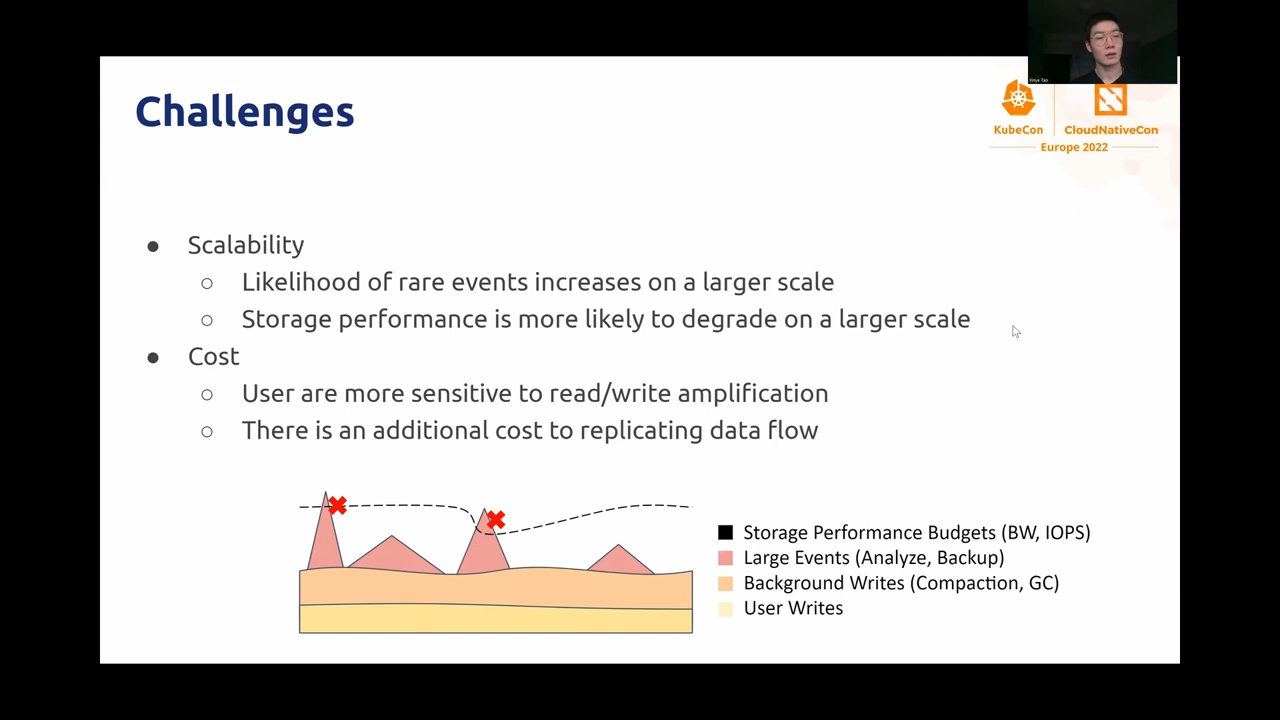 Xinye Tao
Challenges
KubeCon
CloudNativeCon
Europe 2022
● Scalability
○ Likelihood of rare events increases on a larger scale
○ Storage performance is more likely to degrade on a larger scale
● Cost
○ User are more sensitive to read/write amplification
○ There is an additional cost to replicating data flow
Storage Performance Budgets (BW, IOPS)
Large Events (Analyze, Backup)
Background Writes (Compaction, GC)
User Writes